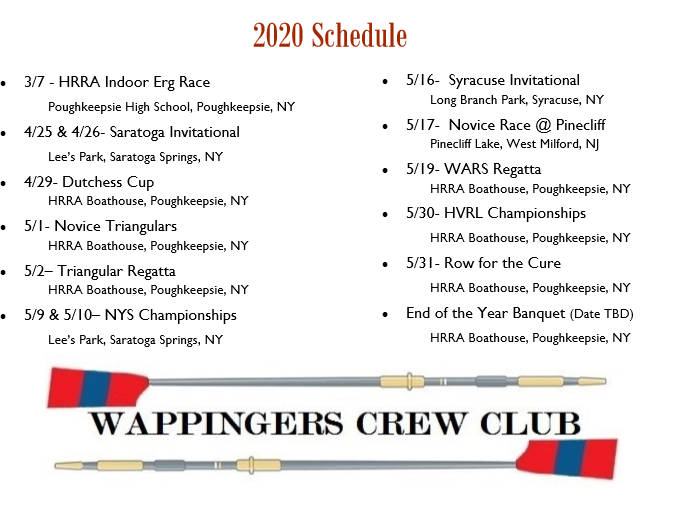 2020 Schedule
• 3/7 - HRRA Indoor Erg Race
Poughkeepsie High School, Poughkeepsie, NY
• 4/25 & 4/26- Saratoga Invitational
Lee's Park, Saratoga Springs, NY
• 4/29- Dutchess Cup
HRRA Boathouse, Poughkeepsie, NY
• 5/1- Novice Triangulars
HRRA Boathouse, Poughkeepsie, NY
• 5/2– Triangular Regatta
HRRA Boathouse, Poughkeepsie, NY
• 5/9 & 5/10– NYS Championships
Lee's Park, Saratoga Springs, NY
• 5/16- Syracuse Invitational
Long Branch Park, Syracuse, NY
• 5/17- Novice Race @ Pinecliff
Pinecliff Lake, West Milford, NJ
• 5/19- WARS Regatta
HRRA Boathouse, Poughkeepsie, NY
• 5/30- HVRL Championships
HRRA Boathouse, Poughkeepsie, NY
• 5/31- Row for the Cure
HRRA Boathouse, Poughkeepsie, NY
• End of the Year Banquet (Date TBD)
HRRA Boathouse, Poughkeepsie, NY
WAPPINGERS CREW CLUB